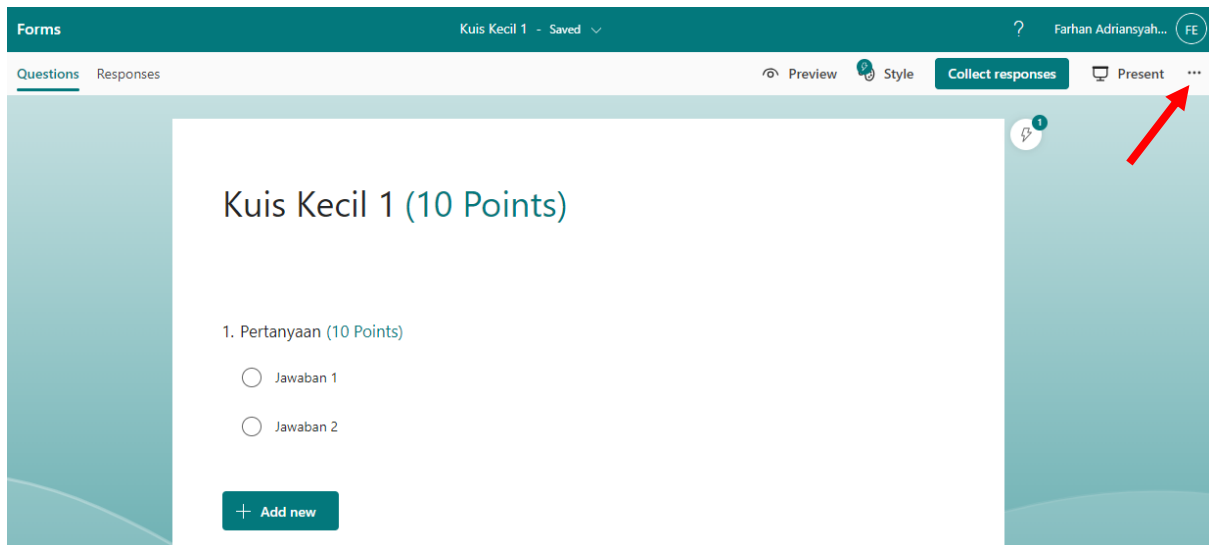 Forms
Kuis Kecil 1 - Saved
?
Farhan Adriansyah...
FE
Questions Responses
Preview
Style
Collect responses
Present
...
1
Kuis Kecil 1 (10 Points)
1. Pertanyaan (10 Points)
Jawaban 1
Jawaban 2
+ Add new